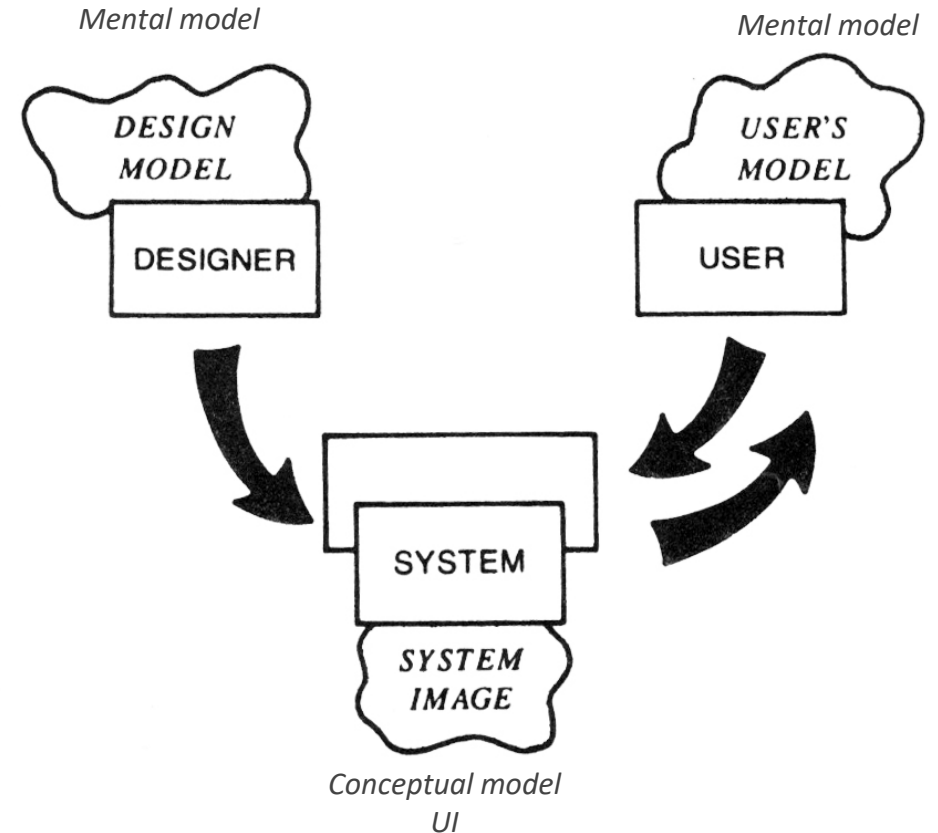 Mental model
Mental model
DESIGN
MODEL
USER'S
MODEL
DESIGNER
USER
SYSTEM
SYSTEM
IMAGE
Conceptual model
UI